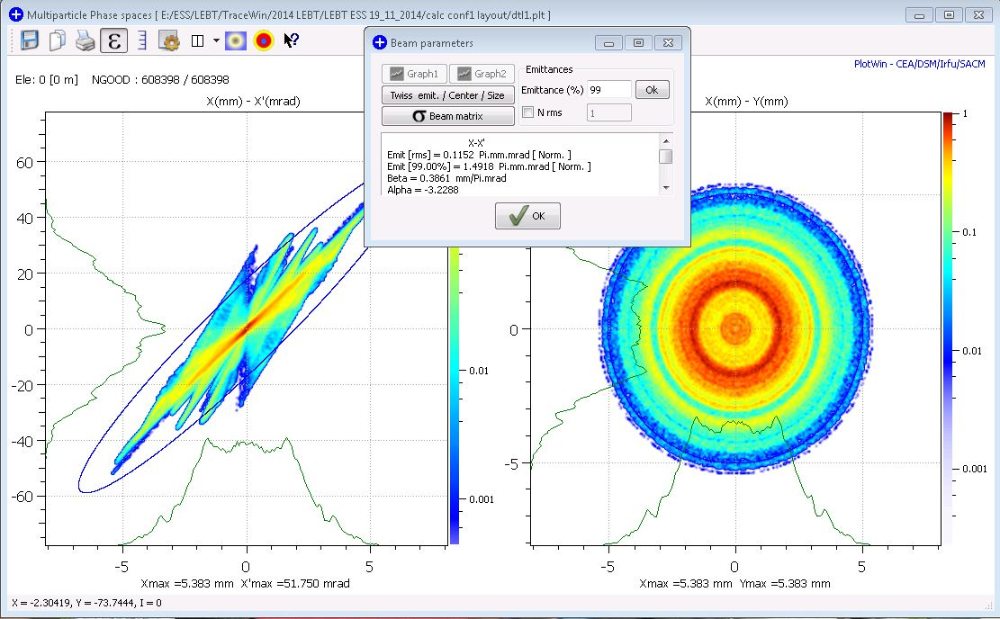 Multiparticle Phase spaces [ E:/ESS/LEBT/TraceWin/2014 LEBT/LEBT ESS 19_11_2014/calc conf1 layout/dtl1.plt ]
ε
PlotWin - CEA/DSM/Irfu/SACM
Ele: 0 [0 m] NGOOD : 608398 / 608398
Beam parameters
Graph1 Graph2
Twiss emit. / Center / Size
σ Beam matrix
Emittances
Emittance (%) 99 Ok
N rms 1
X-X'
Emit [rms] = 0.1152 Pi.mm.mrad [ Norm. ]
Emit [99.00%] = 1.4918 Pi.mm.mrad [ Norm. ]
Beta = 0.3861 mm/Pi.mrad
Alpha = -3.2288
OK
X(mm) - X'(mrad)
60
40
20
0
-20
-40
-60
-5 0 5
Xmax =5.383 mm X'max =51.750 mrad
0.01
0.001
X(mm) - Y(mm)
0
-5
-5 0 5
Xmax =5.383 mm Ymax =5.383 mm
1
0.1
0.01
0.001
X = -2.30419, Y = -73.7444, I = 0